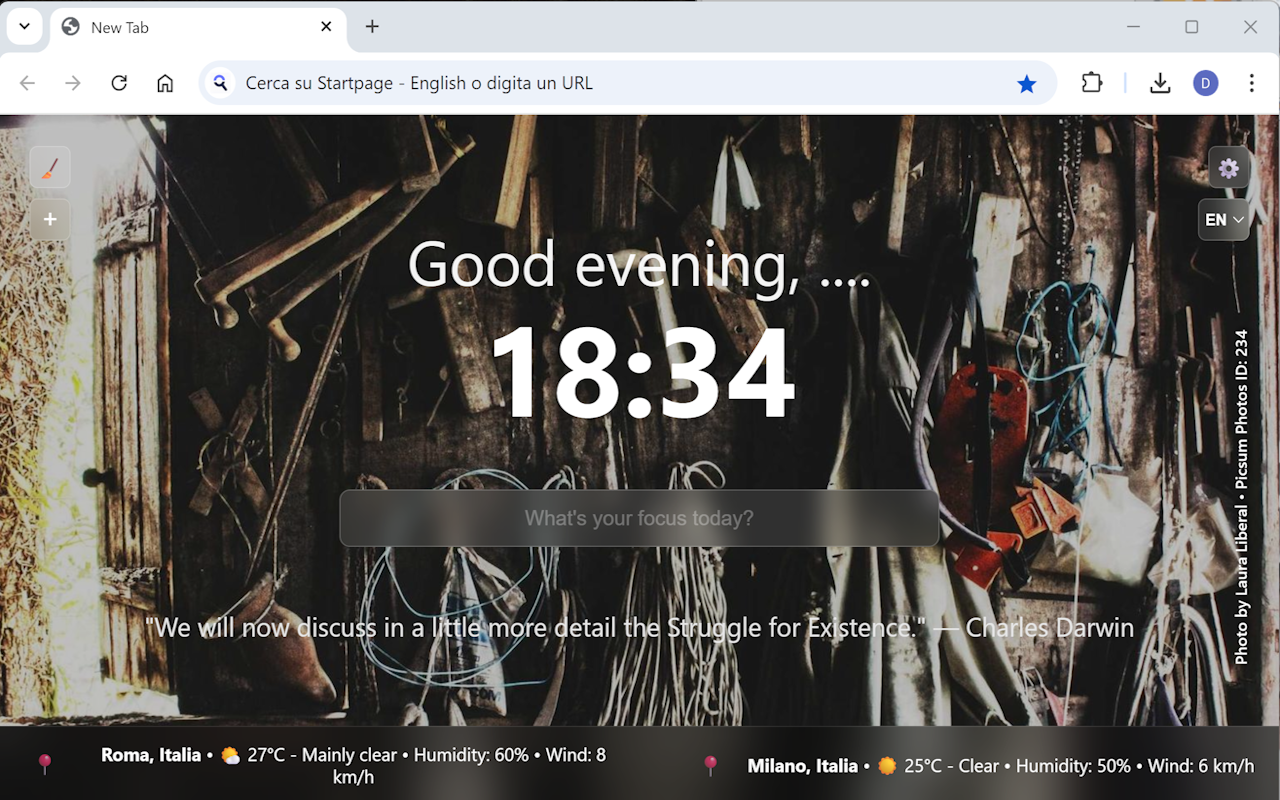 New Tab
Cerca su Startpage - English o digita un URL
D
EN
Good evening, ....
18:34
What's your focus today?
"We will now discuss in a little more detail the Struggle for Existence." — Charles Darwin
Photo by Laura Liberal • Picsum Photos ID: 234
Roma, Italia • 27°C - Mainly clear • Humidity: 60% • Wind: 8
km/h
Milano, Italia • 25°C - Clear • Humidity: 50% • Wind: 6 km/h